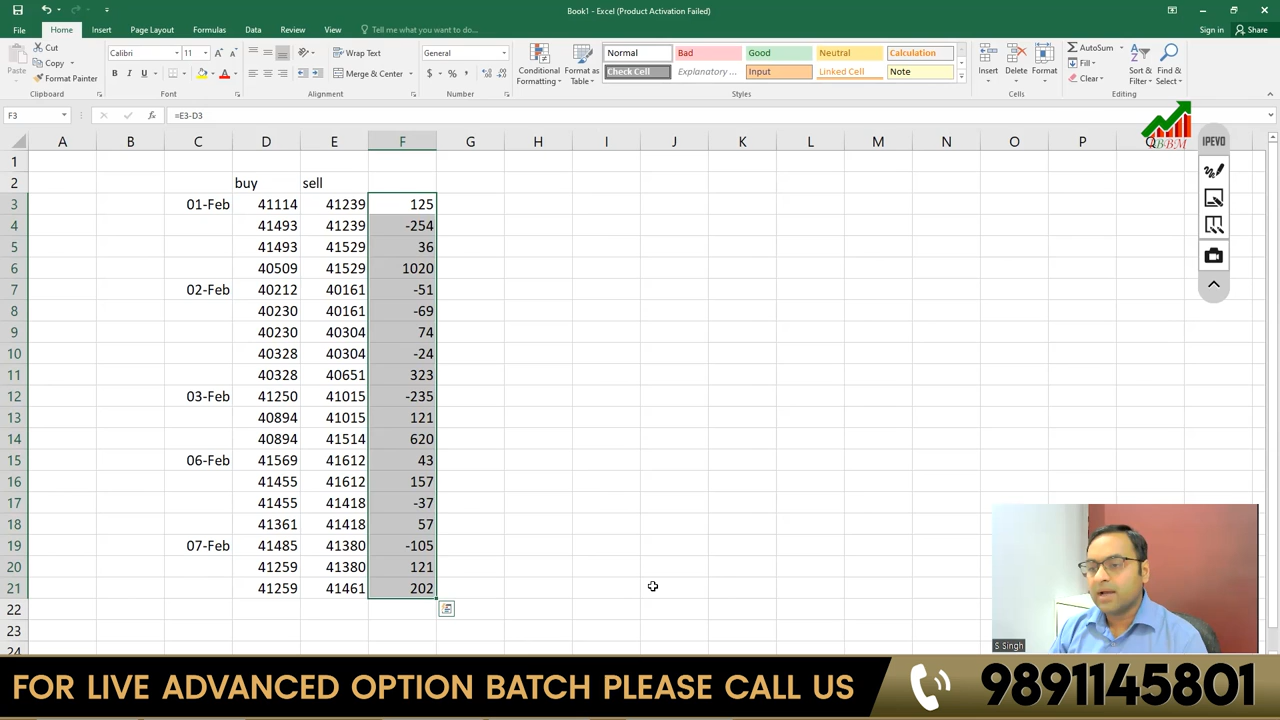 Book1 - Excel (Product Activation Failed)
File Home Insert Page Layout Formulas Data Review View Tell me what you want to do... Sign in Share
Cut
Copy
Format Painter
Paste
Calibri 11
Wrap Text
Merge & Center
General
Conditional Formatting
Format as Table
Normal Bad Good Neutral Calculation
Check Cell Explanatory ... Input Linked Cell Note
Insert Delete Format
AutoSum
Fill
Clear
Sort & Filter
Find & Select
Clipboard Font Alignment Number Styles Cells Editing
F3 fx =E3-D3
QB-BM
IPEVO
A B C D E F G H I J K L M N O P Q
1
2 buy sell
3 01-Feb 41114 41239 125
4 41493 41239 -254
5 41493 41529 36
6 40509 41529 1020
7 02-Feb 40212 40161 -51
8 40230 40161 -69
9 40230 40304 74
10 40328 40304 -24
11 40328 40651 323
12 03-Feb 41250 41015 -235
13 40894 41015 121
14 40894 41514 620
15 06-Feb 41569 41612 43
16 41455 41612 157
17 41455 41418 -37
18 41361 41418 57
19 07-Feb 41485 41380 -105
20 41259 41380 121
21 41259 41461 202
22
23
24
S Singh
FOR LIVE ADVANCED OPTION BATCH PLEASE CALL US 9891145801